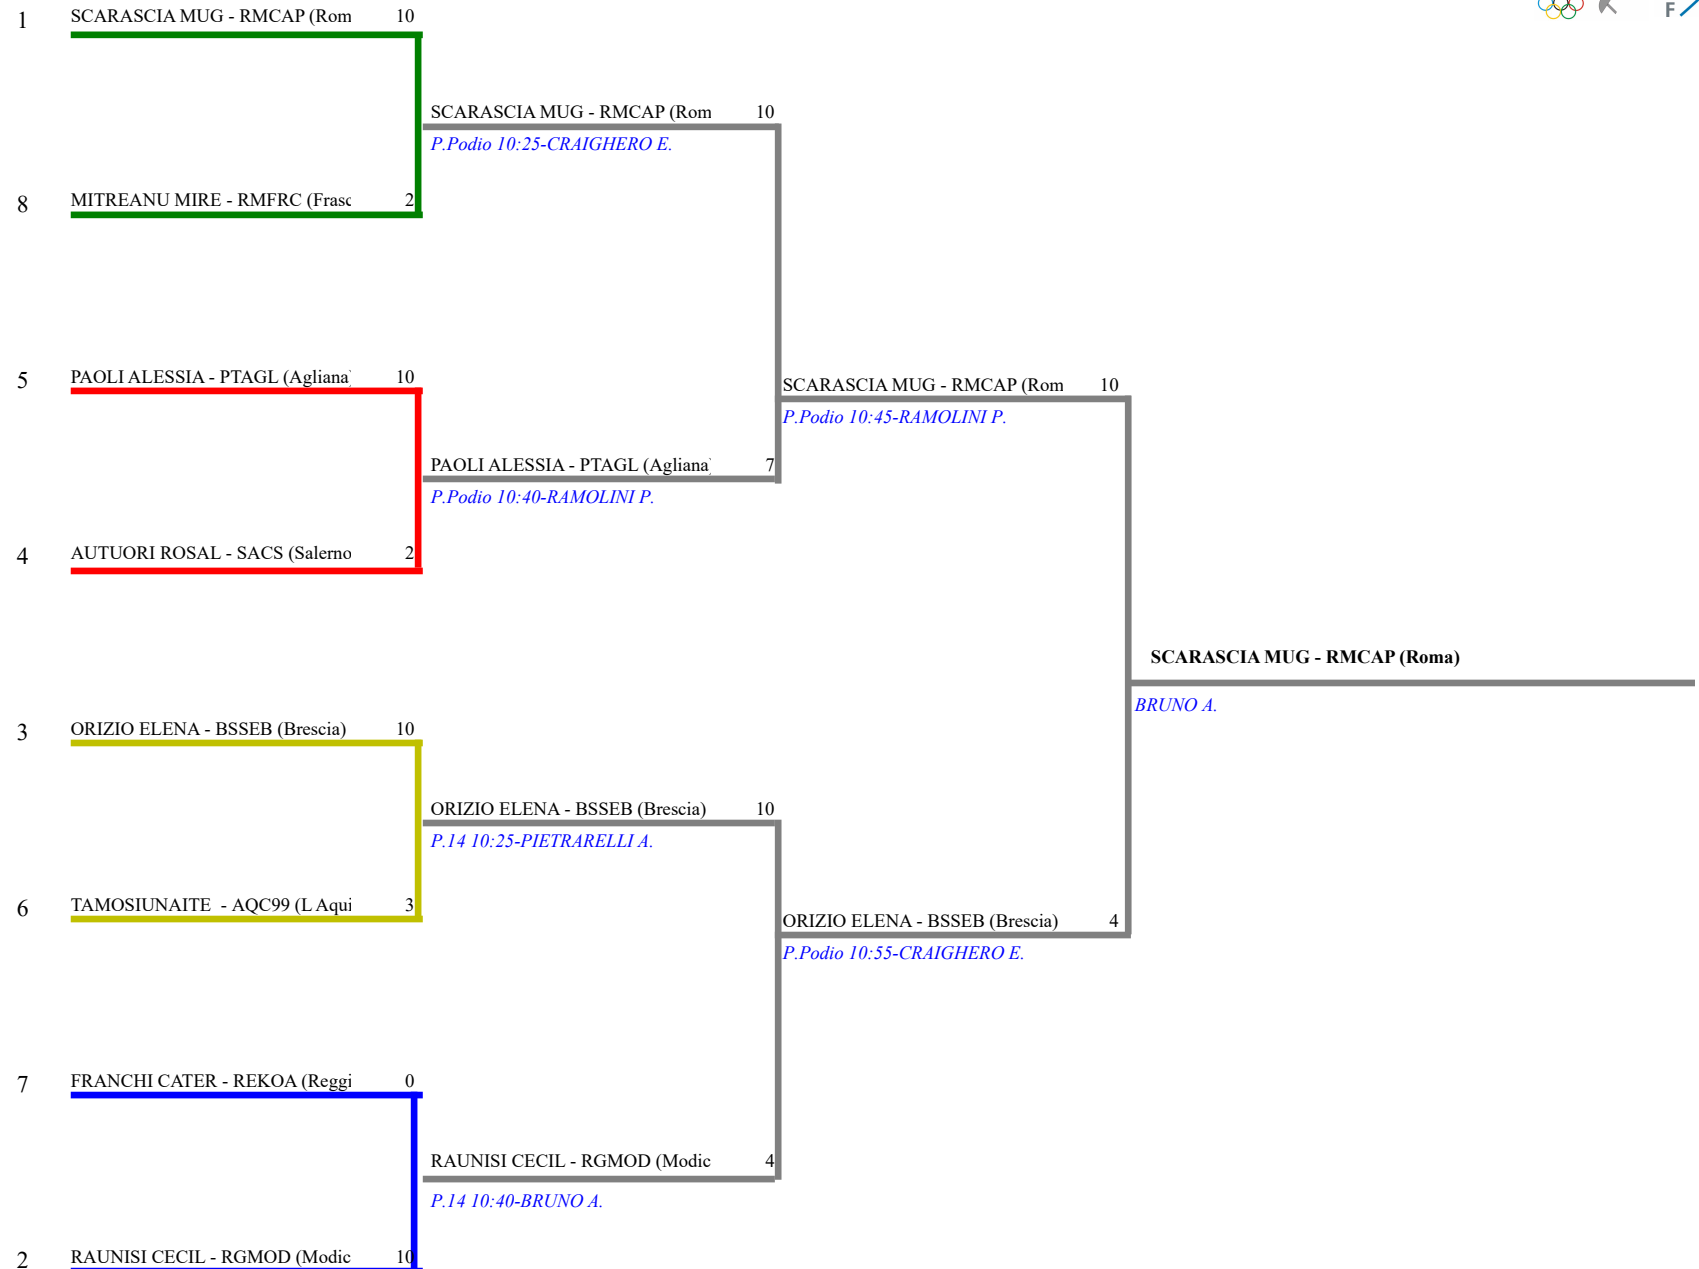 1 SCARASCIA MUG - RMCAP (Rom 10
F
SCARASCIA MUG - RMCAP (Rom 10
P.Podio 10:25-CRAIGHERO E.
8 MITREANU MIRE - RMFRC (Frasc 2
5 PAOLI ALESSIA - PTAGL (Agliana) 10
SCARASCIA MUG - RMCAP (Rom 10
P.Podio 10:45-RAMOLINI P.
PAOLI ALESSIA - PTAGL (Agliana) 7
P.Podio 10:40-RAMOLINI P.
4 AUTUORI ROSAL - SACS (Salerno 2
SCARASCIA MUG - RMCAP (Roma)
BRUNO A.
3 ORIZIO ELENA - BSSEB (Brescia) 10
ORIZIO ELENA - BSSEB (Brescia) 10
P.14 10:25-PIETRARELLI A.
6 TAMOSIUNAITE - AQC99 (L Aqui 3
ORIZIO ELENA - BSSEB (Brescia) 4
P.Podio 10:55-CRAIGHERO E.
7 FRANCHI CATER - REKOA (Reggi 0
RAUNISI CECIL - RGMOD (Modic 4
P.14 10:40-BRUNO A.
2 RAUNISI CECIL - RGMOD (Modic 10